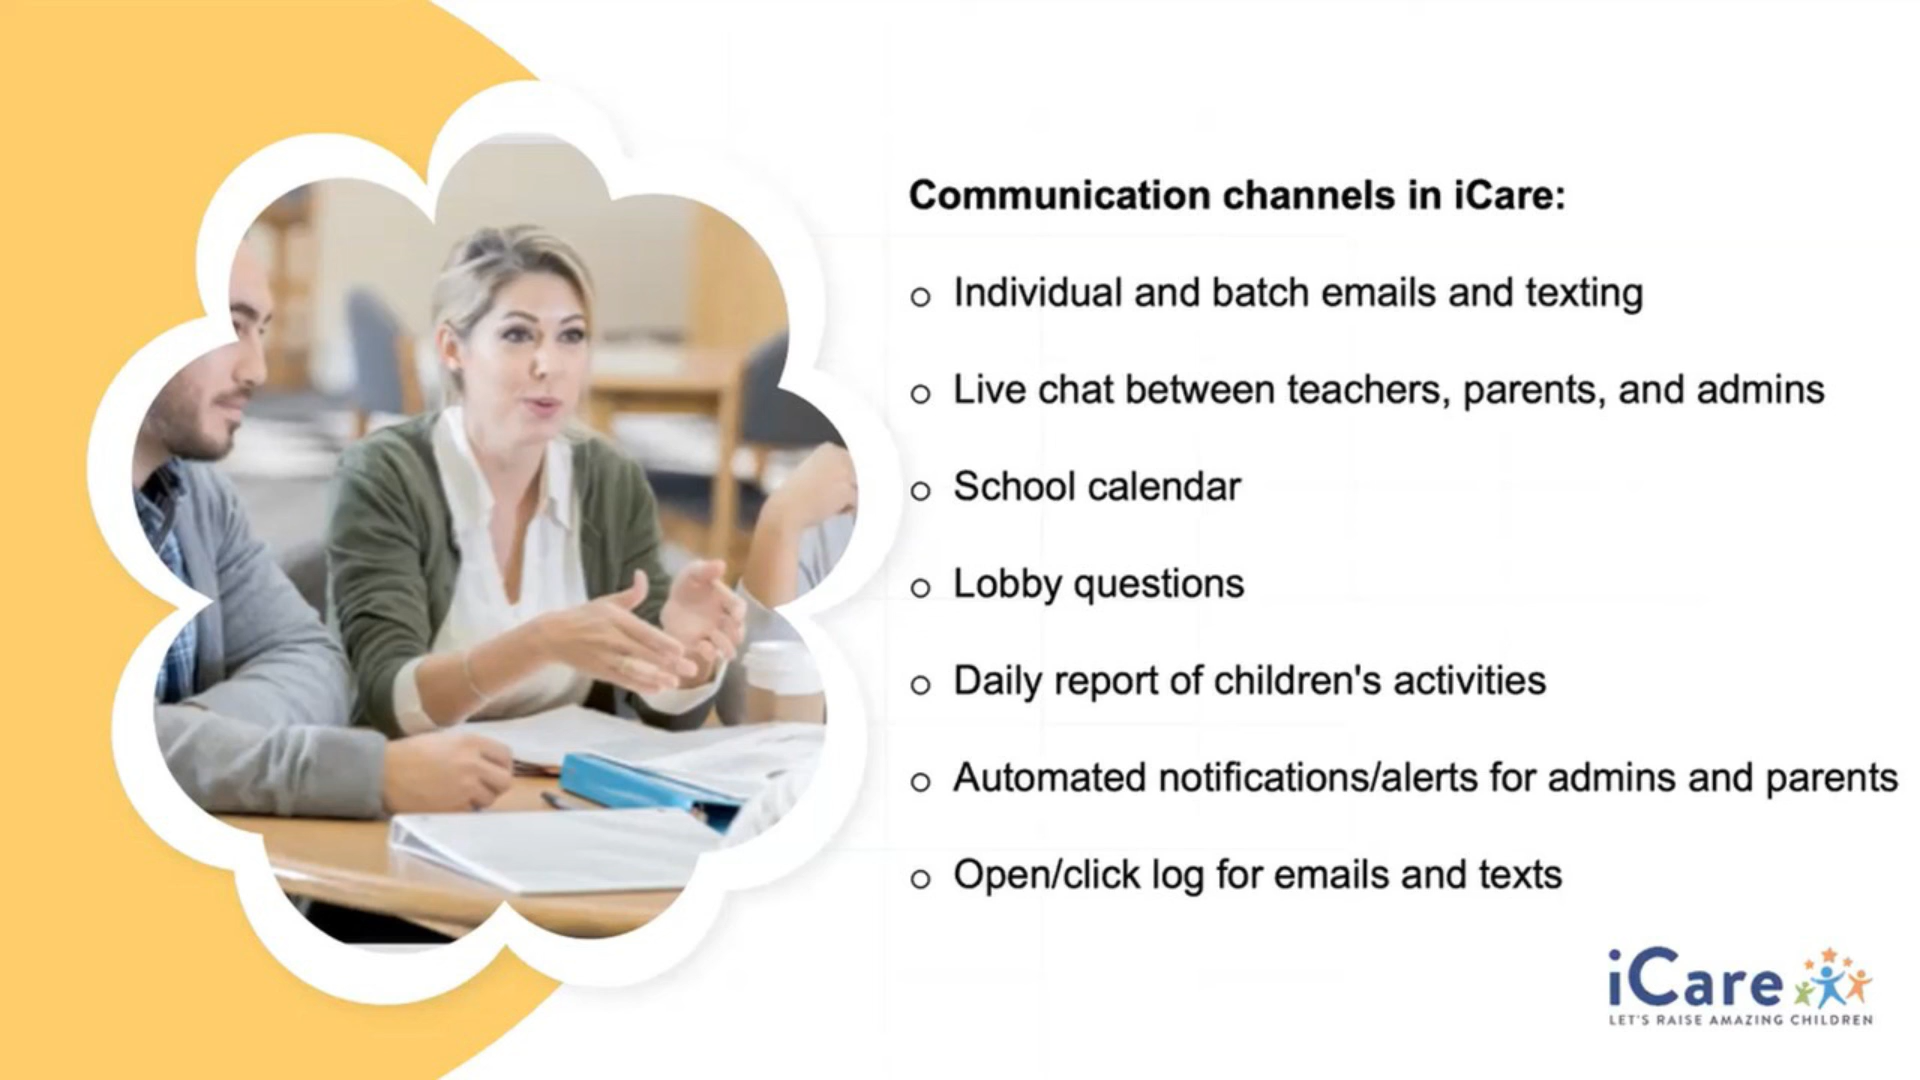 Communication channels in iCare:
o Individual and batch emails and texting
o Live chat between teachers, parents, and admins
o School calendar
o Lobby questions
o Daily report of children's activities
o Automated notifications/alerts for admins and parents
o Open/click log for emails and texts
iCare
LET'S RAISE AMAZING CHILDREN